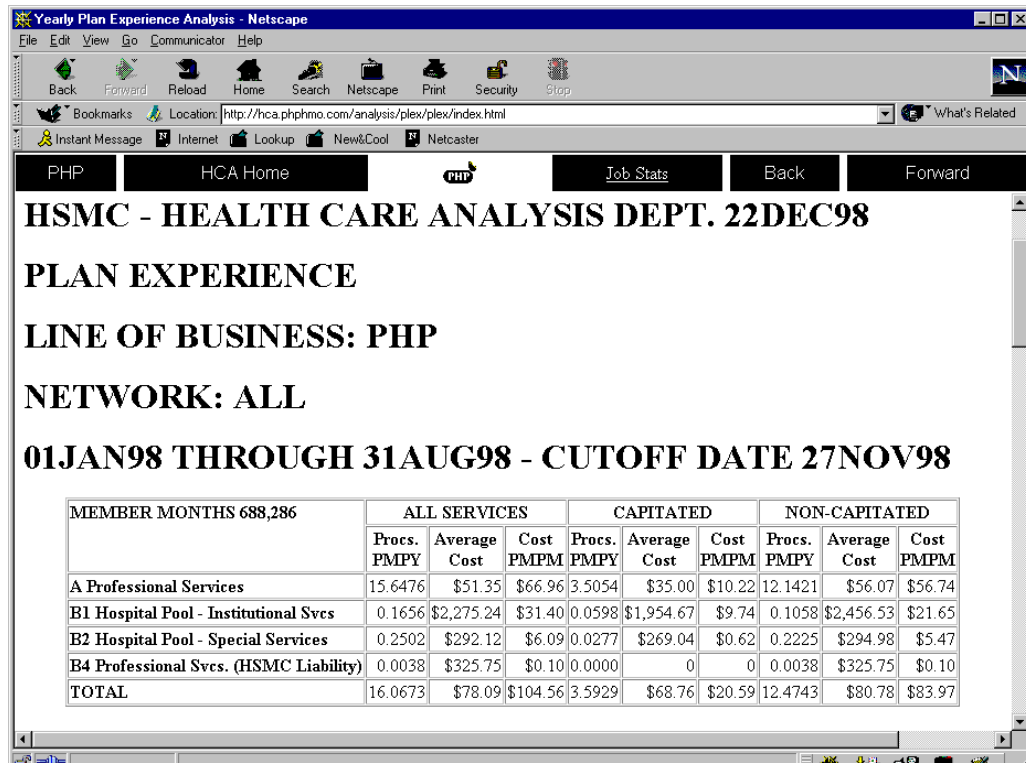 Yearly Plan Experience Analysis - Netscape
File Edit View Go Communicator Help
Back Forward Reload Home Search Netscape Print Security Stop
N
Bookmarks Location: http://hca.phphmo.com/analysis/plex/plex/index.html What's Related
Instant Message Internet Lookup New&Cool Netcaster
PHP HCA Home PHP Job Stats Back Forward
HSMC - HEALTH CARE ANALYSIS DEPT. 22DEC98
PLAN EXPERIENCE
LINE OF BUSINESS: PHP
NETWORK: ALL
01JAN98 THROUGH 31AUG98 - CUTOFF DATE 27NOV98
MEMBER MONTHS 688,286 ALL SERVICES CAPITATED NON-CAPITATED
Procs. Average Cost Procs. Average Cost Procs. Average Cost
PMPY Cost PMPM PMPY Cost PMPM PMPY Cost PMPM
A Professional Services 15.6476 $51.35 $66.96 3.5054 $35.00 $10.22 12.1421 $56.07 $56.74
B1 Hospital Pool - Institutional Svcs 0.1656 $2,275.24 $31.40 0.0598 $1,954.67 $9.74 0.1058 $2,456.53 $21.65
B2 Hospital Pool - Special Services 0.2502 $292.12 $6.09 0.0277 $269.04 $0.62 0.2225 $294.98 $5.47
B4 Professional Svcs. (HSMC Liability) 0.0038 $325.75 $0.10 0.0000 0 0 0.0038 $325.75 $0.10
TOTAL 16.0673 $78.09 $104.56 3.5929 $68.76 $20.59 12.4743 $80.78 $83.97